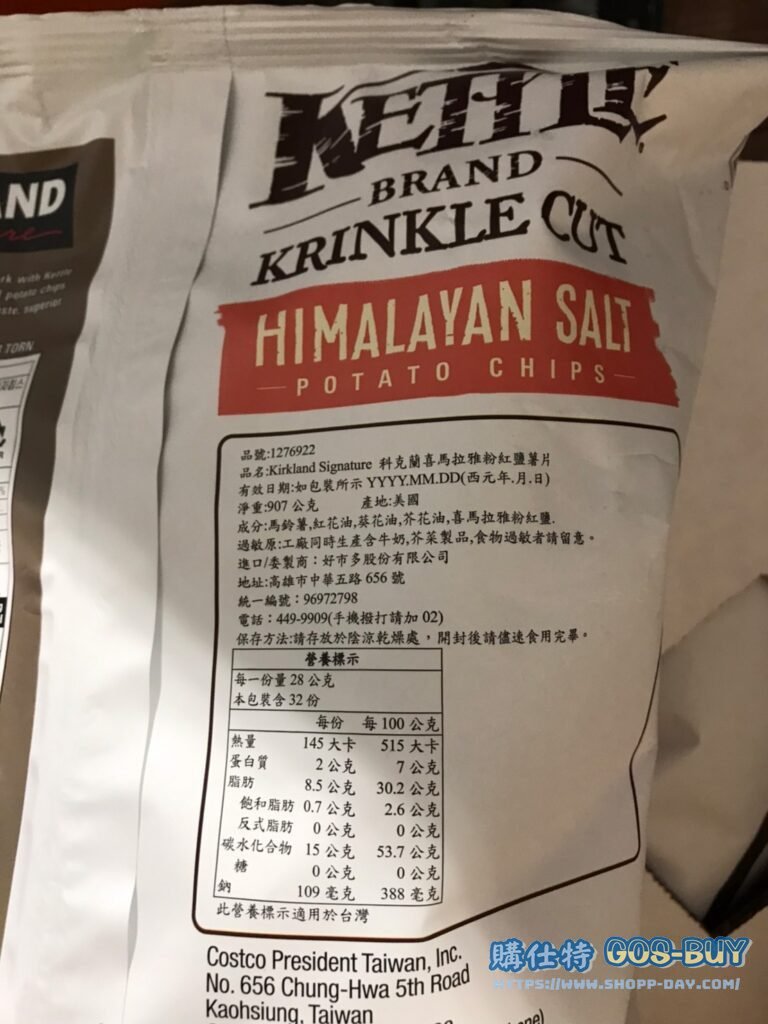 KETTLE
BRAND
KRINKLE CUT
HIMALAYAN SALT
POTATO CHIPS
品號:1276922
品名:Kirkland Signature 科克蘭喜馬拉雅粉紅鹽薯片
有效日期:如包裝所示 YYYY.MM.DD(西元年.月.日)
淨重:907 公克 產地:美國
成分:馬鈴薯,紅花油,葵花油,芥花油,喜馬拉雅粉紅鹽.
過敏原:工廠同時生產含牛奶,芥菜製品,食物過敏者請留意。
進口/委製商：好市多股份有限公司
地址:高雄市中華五路 656 號
統一編號：96972798
電話：449-9909(手機撥打請加 02)
保存方法:請存放於陰涼乾燥處，開封後請儘速食用完畢。
營養標示
每一份量 28 公克
本包裝含 32 份
每份 每 100 公克
熱量 145 大卡 515 大卡
蛋白質 2 公克 7 公克
脂肪 8.5 公克 30.2 公克
飽和脂肪 0.7 公克 2.6 公克
反式脂肪 0 公克 0 公克
碳水化合物 15 公克 53.7 公克
糖 0 公克 0 公克
鈉 109 毫克 388 毫克
此營養標示適用於台灣
Costco President Taiwan, Inc.
No. 656 Chung-Hwa 5th Road
Kaohsiung, Taiwan
AND
rk with Kettle
potato chips
ste, superior
TORN
購仕特 GOS-BUY
HTTPS://WWW.SHOPP-DAY.COM/